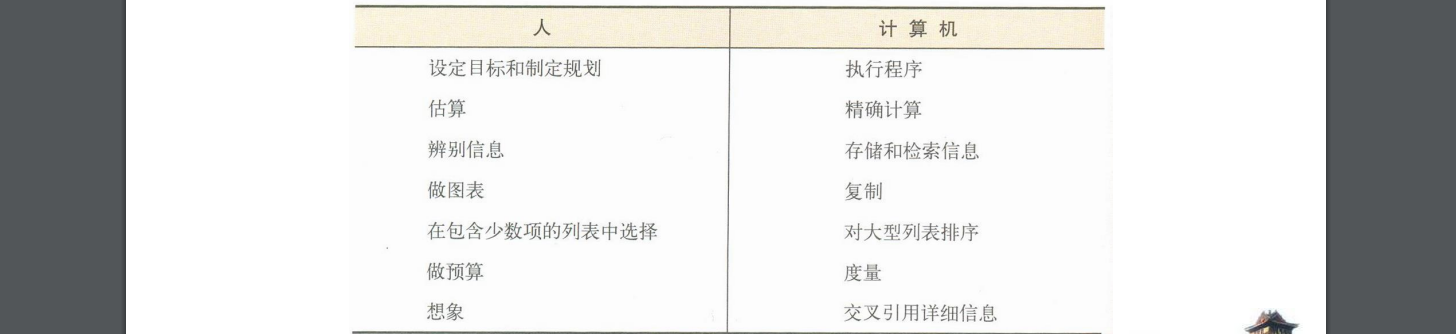 人 计算机
设定目标和制定规划 执行程序
估算 精确计算
辨别信息 存储和检索信息
做图表 复制
在包含少数项的列表中选择 对大型列表排序
做预算 度量
想象 交叉引用详细信息